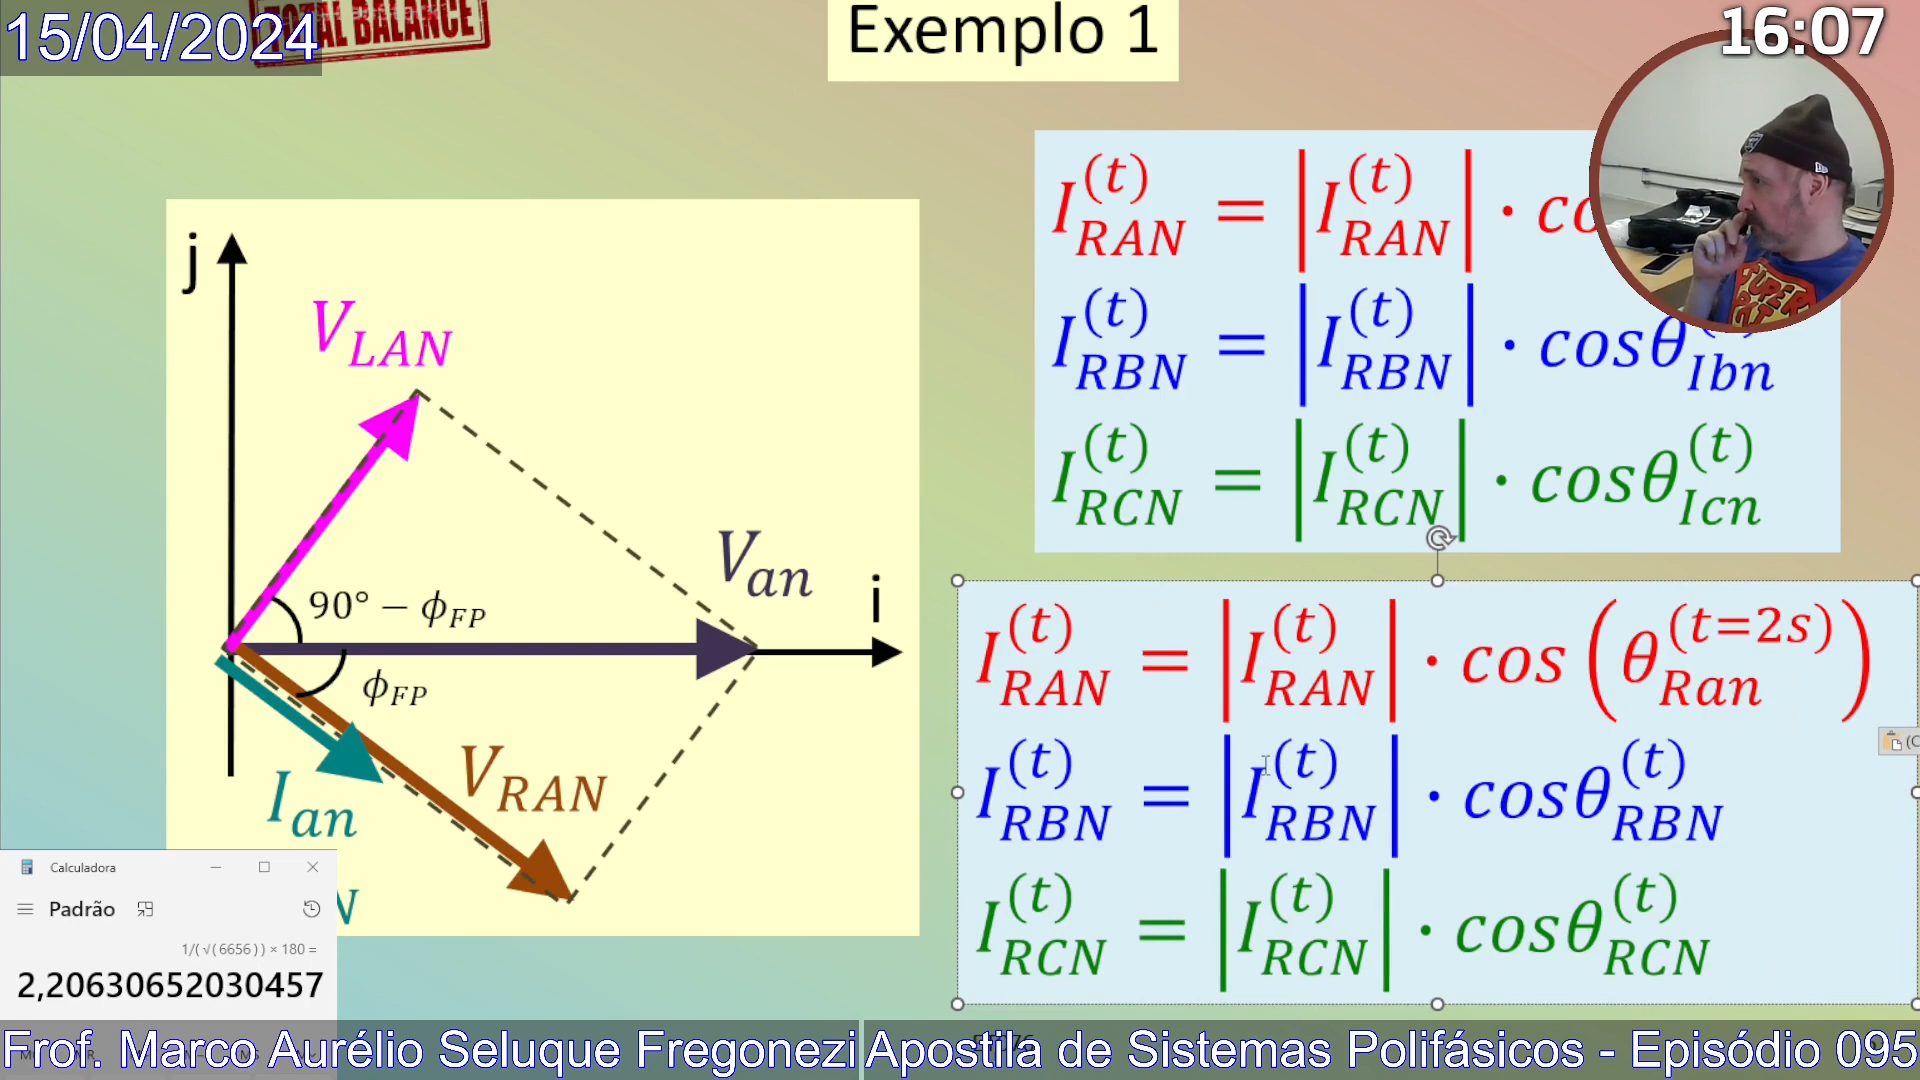 15/04/2024
TOTAL BALANCE
Exemplo 1
16:07
j
V_LAN
V_an
i
90° − ϕ_FP
ϕ_FP
V_RAN
I_an
N
I_RAN^(t) = |I_RAN^(t)| · co
I_RBN^(t) = |I_RBN^(t)| · cosθ_Ibn
I_RCN^(t) = |I_RCN^(t)| · cosθ_Icn^(t)
I_RAN^(t) = |I_RAN^(t)| · cos(θ_Ran^(t=2s))
I_RBN^(t) = |I_RBN^(t)| · cosθ_RBN^(t)
I_RCN^(t) = |I_RCN^(t)| · cosθ_RCN^(t)
Calculadora
Padrão
1/( √( 6656 ) ) × 180 =
2,20630652030457
Frof. Marco Aurélio Seluque Fregonezi
Apostila de Sistemas Polifásicos - Episódio 095